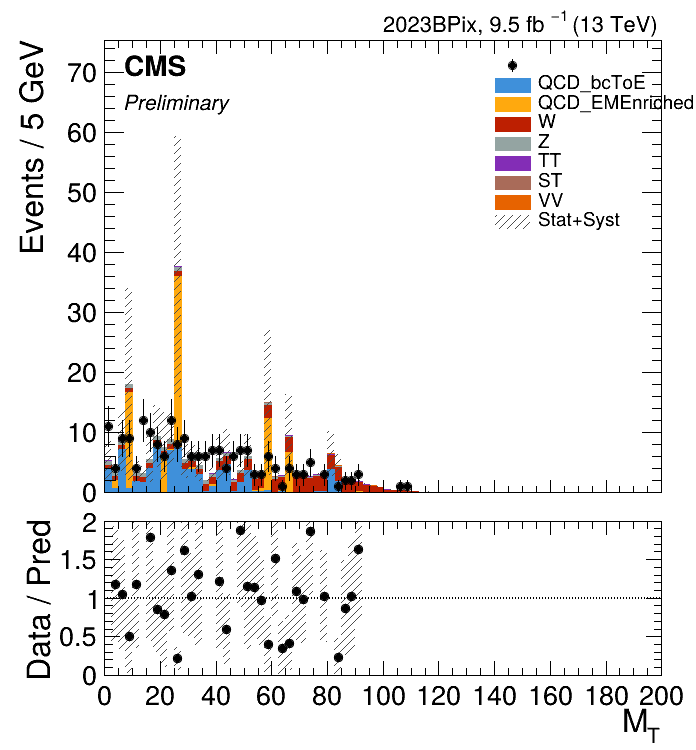 2023BPix, 9.5 fb⁻¹ (13 TeV)
Events / 5 GeV
CMS
Preliminary
QCD_bcToE
QCD_EMEnriched
W
Z
TT
ST
VV
Stat+Syst
70
60
50
40
30
20
10
0
Data / Pred
2
1.5
1
0.5
0
0 20 40 60 80 100 120 140 160 180 200
M_T